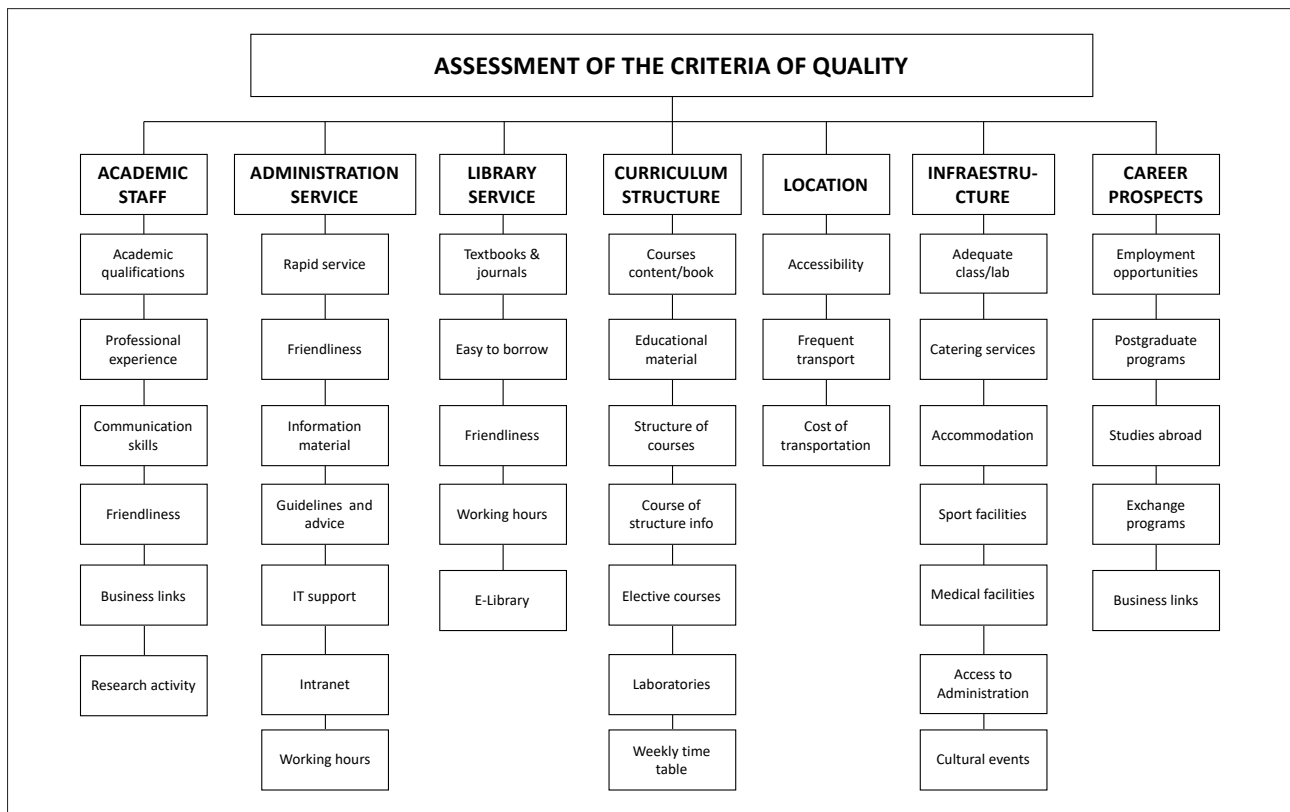 ASSESSMENT OF THE CRITERIA OF QUALITY
ACADEMIC
STAFF
Academic
qualifications
Professional
experience
Communication
skills
Friendliness
Business links
Research activity
ADMINISTRATION
SERVICE
Rapid service
Friendliness
Information
material
Guidelines and
advice
IT support
Intranet
Working hours
LIBRARY
SERVICE
Textbooks &
journals
Easy to borrow
Friendliness
Working hours
E-Library
CURRICULUM
STRUCTURE
Courses
content/book
Educational
material
Structure of
courses
Course of
structure info
Elective courses
Laboratories
Weekly time
table
LOCATION
Accessibility
Frequent
transport
Cost of
transportation
INFRAESTRU-
CTURE
Adequate
class/lab
Catering services
Accommodation
Sport facilities
Medical facilities
Access to
Administration
Cultural events
CAREER
PROSPECTS
Employment
opportunities
Postgraduate
programs
Studies abroad
Exchange
programs
Business links